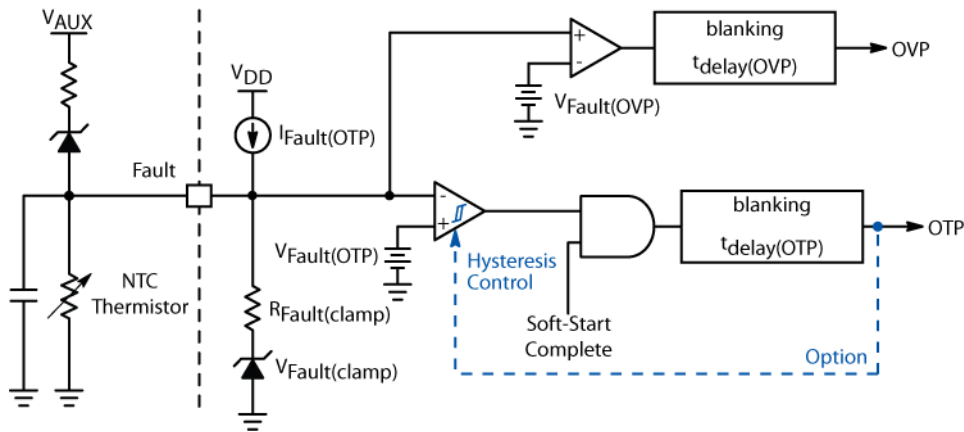 VAUX
VDD
Fault
IFault(OTP)
NTC
Thermistor
RFault(clamp)
VFault(clamp)
+
-
VFault(OVP)
blanking
tdelay(OVP)
OVP
-
+
VFault(OTP)
Hysteresis
Control
Soft-Start
Complete
blanking
tdelay(OTP)
OTP
Option